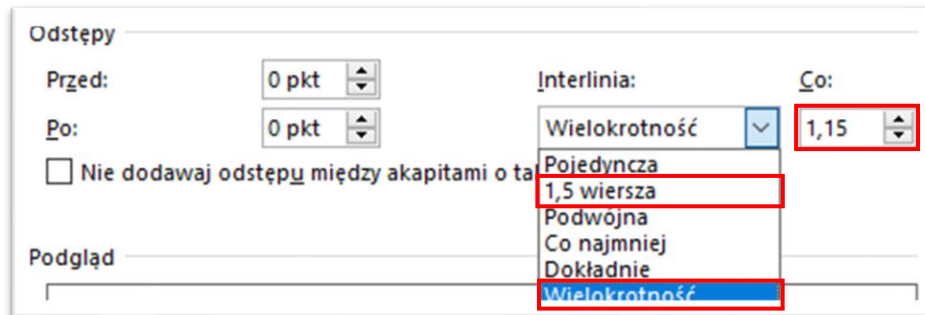 Odstępy
Przed: 0 pkt Interlinia: Co:
Po: 0 pkt Wielokrotność 1,15
Nie dodawaj odstępu między akapitami o
Pojedyncza
1,5 wiersza
Podwójna
Co najmniej
Dokładnie
Wielokrotność
Podgląd